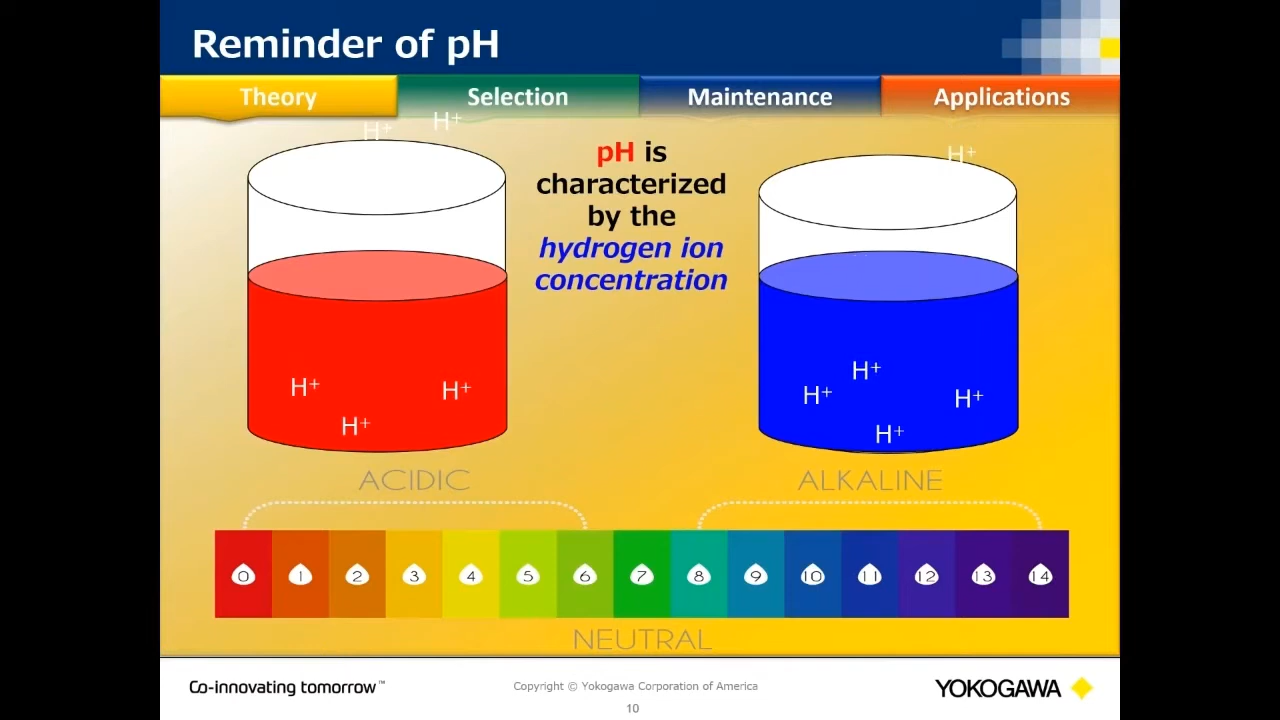 Reminder of pH
Theory
Selection
Maintenance
Applications
H+
H+
H+
pH is
characterized
by the
hydrogen ion
concentration
H+
H+
H+
H+
H+
H+
H+
ACIDIC
ALKALINE
0 1 2 3 4 5 6 7 8 9 10 11 12 13 14
NEUTRAL
Co-innovating tomorrow™
Copyright © Yokogawa Corporation of America
YOKOGAWA
10